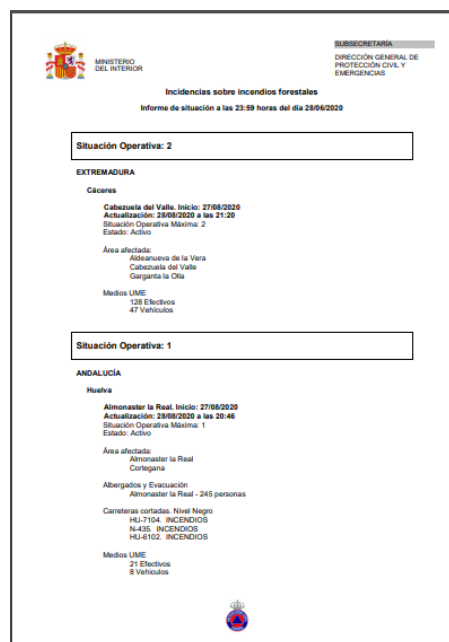 MINISTERIO
DEL INTERIOR
SUBSECRETARÍA
DIRECCIÓN GENERAL DE
PROTECCIÓN CIVIL Y
EMERGENCIAS
Incidencias sobre incendios forestales
Informe de situación a las 23:59 horas del día 28/08/2020
Situación Operativa: 2
EXTREMADURA
Cáceres
Cabezuela del Valle. Inicio: 27/08/2020
Actualización: 28/08/2020 a las 21:20
Situación Operativa Máxima: 2
Estado: Activo
Área afectada:
Aldeanueva de la Vera
Cabezuela del Valle
Garganta la Olla
Medios UME
128 Efectivos
47 Vehículos
Situación Operativa: 1
ANDALUCÍA
Huelva
Almonaster la Real. Inicio: 27/08/2020
Actualización: 28/08/2020 a las 20:46
Situación Operativa Máxima: 1
Estado: Activo
Área afectada:
Almonaster la Real
Cortegana
Albergados y Evacuación
Almonaster la Real - 245 personas
Carreteras cortadas. Nivel Negro
HU-7104. INCENDIOS
N-435. INCENDIOS
HU-6102. INCENDIOS
Medios UME
21 Efectivos
8 Vehículos